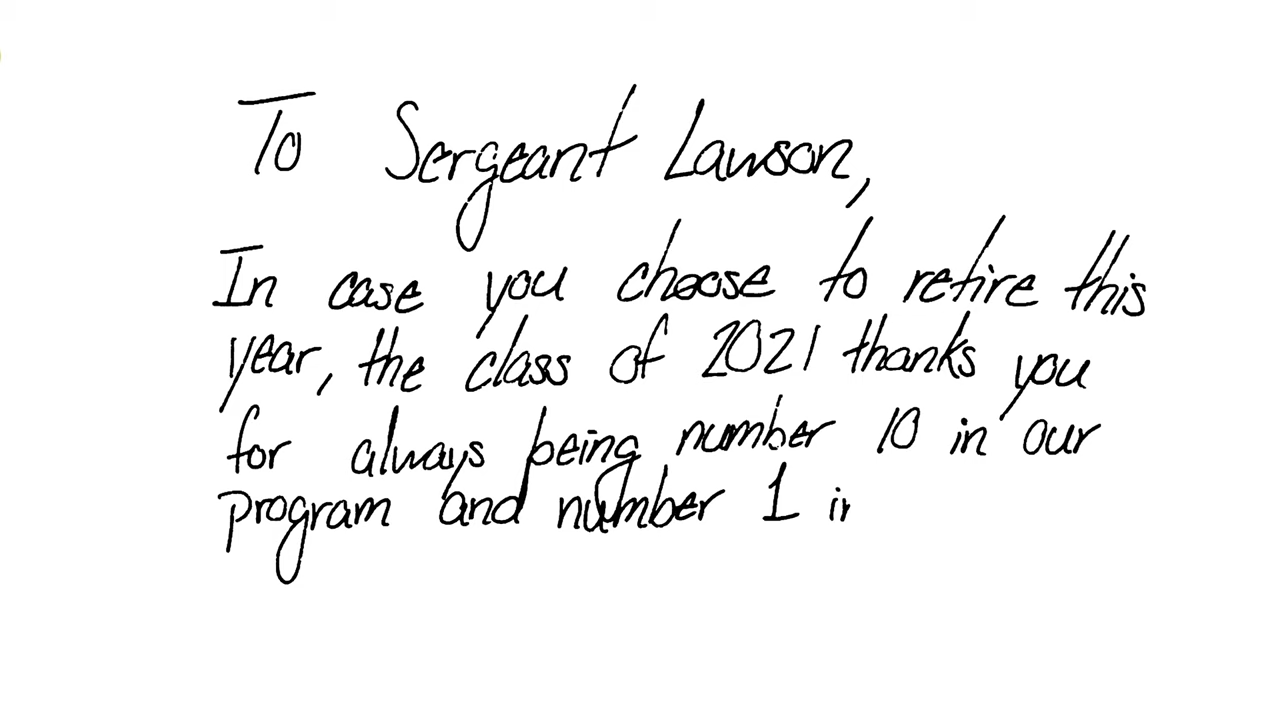 To Sergeant Lawson,
In case you choose to retire this
year, the class of 2021 thanks you
for always being number 10 in our
program and number 1 i